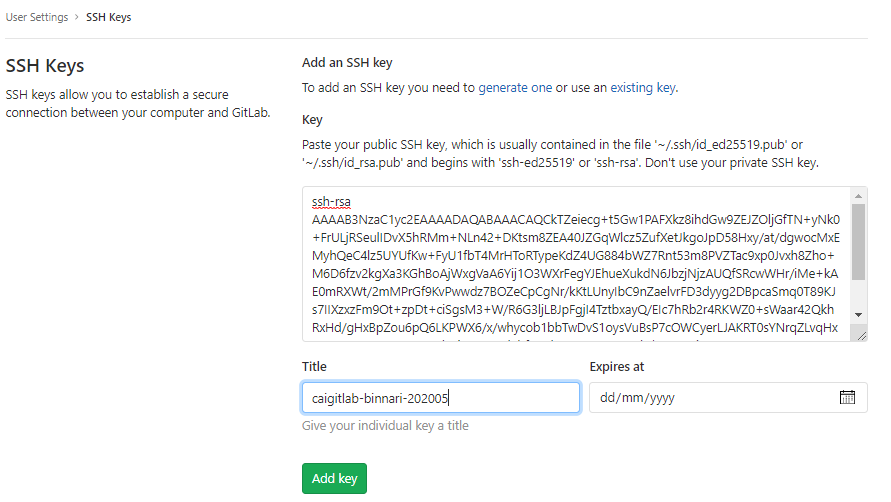 User Settings › SSH Keys
SSH Keys
SSH keys allow you to establish a secure
connection between your computer and GitLab.
Add an SSH key
To add an SSH key you need to generate one or use an existing key.
Key
Paste your public SSH key, which is usually contained in the file '~/.ssh/id_ed25519.pub' or
'~/.ssh/id_rsa.pub' and begins with 'ssh-ed25519' or 'ssh-rsa'. Don't use your private SSH key.
ssh-rsa
AAAAB3NzaC1yc2EAAAADAQABAAACAQCkTZeiecg+t5Gw1PAFXkz8ihdGw9ZEJZOljGfTN+yNk0
+FrULjRSeulIDvX5hRMm+NLn42+DKtsm8ZEA40JZGqWlcz5ZufXetJkgoJpD58Hxy/at/dgwocMxE
MyhQeC4lz5UYUfKw+FyU1fbT4MrHToRTypeKdZ4UG884bWZ7Rnt53m8PVZTac9xp0Jvxh8Zho+
M6D6fzv2kgXa3KGhBoAjWxgVaA6Yij1O3WXrFegYJEhueXukdN6JbzjNjzAUQfSRcwWHr/iMe+kA
E0mRXWt/2mMPrGf9KvPwwdz7BOZeCpCgNr/kKtLUnyIbC9nZaelvrFD3dyyg2DBpcaSmq0T89KJ
s7IIXzxzFm9Ot+zpDt+ciSgsM3+W/R6G3ljLBJpFgjI4TztbxayQ/EIc7hRb2r4RKWZ0+sWaar42Qkh
RxHd/gHxBpZou6pQ6LKPWX6/x/whycob1bbTwDvS1oysVuBsP7cOWCyerLJAKRT0sYNrqZLvqHx
Title
Expires at
caigitlab-binnari-202005
dd/mm/yyyy
Give your individual key a title
Add key